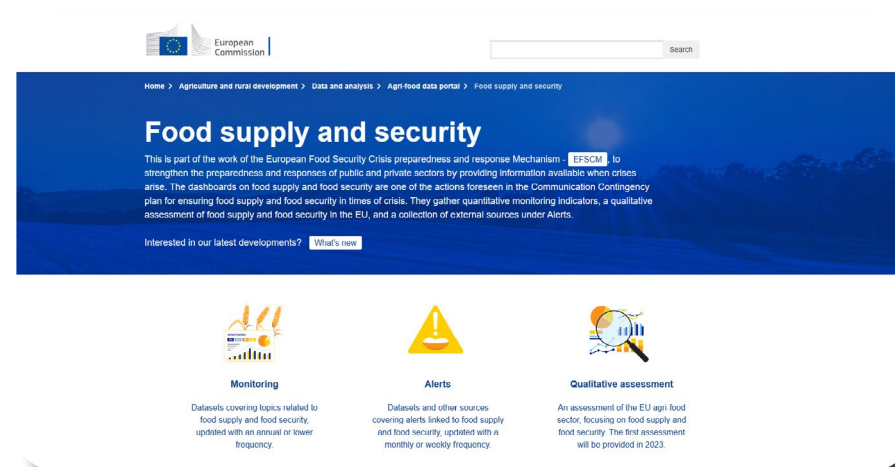 European
Commission
Search
Home > Agriculture and rural development > Data and analysis > Agri-food data portal > Food supply and security
Food supply and security
This is part of the work of the European Food Security Crisis preparedness and response Mechanism - EFSCM, to
strengthen the preparedness and responses of public and private sectors by providing information available when crises
arise. The dashboards on food supply and food security are one of the actions foreseen in the Communication Contingency
plan for ensuring food supply and food security in times of crisis. They gather quantitative monitoring indicators, a qualitative
assessment of food supply and food security in the EU, and a collection of external sources under Alerts.
Interested in our latest developments? What's new
Monitoring
Datasets covering topics related to
food supply and food security,
updated with an annual or lower
frequency.
Alerts
Datasets and other sources
covering alerts linked to food supply
and food security, updated with a
monthly or weekly frequency.
Qualitative assessment
An assessment of the EU agri-food
sector, focusing on food supply and
food security. The first assessment
will be provided in 2023.